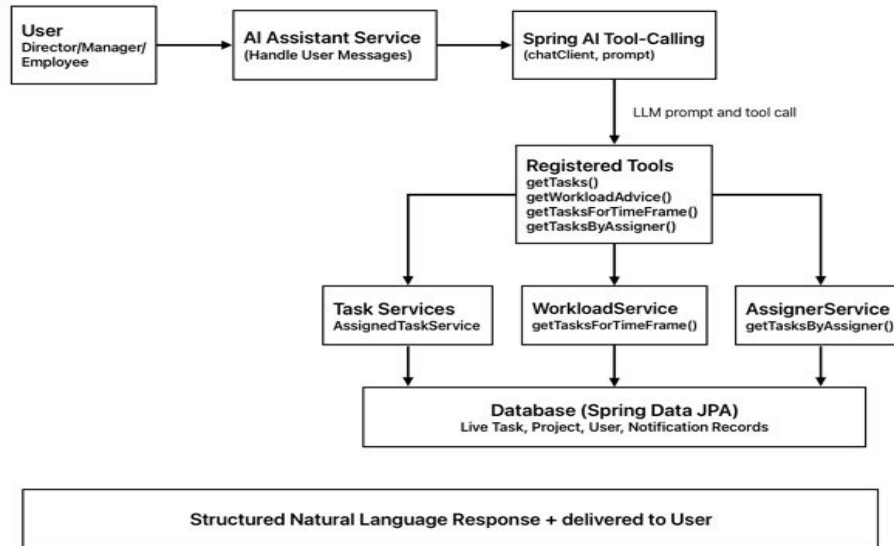 User
Director/Manager/
Employee
AI Assistant Service
(Handle User Messages)
Spring AI Tool-Calling
(chatClient, prompt)
LLM prompt and tool call
Registered Tools
getTasks()
getWorkloadAdvice()
getTasksForTimeFrame()
getTasksByAssigner()
Task Services
AssignedTaskService
WorkloadService
getTasksForTimeFrame()
AssignerService
getTasksByAssigner()
Database (Spring Data JPA)
Live Task, Project, User, Notification Records
Structured Natural Language Response + delivered to User